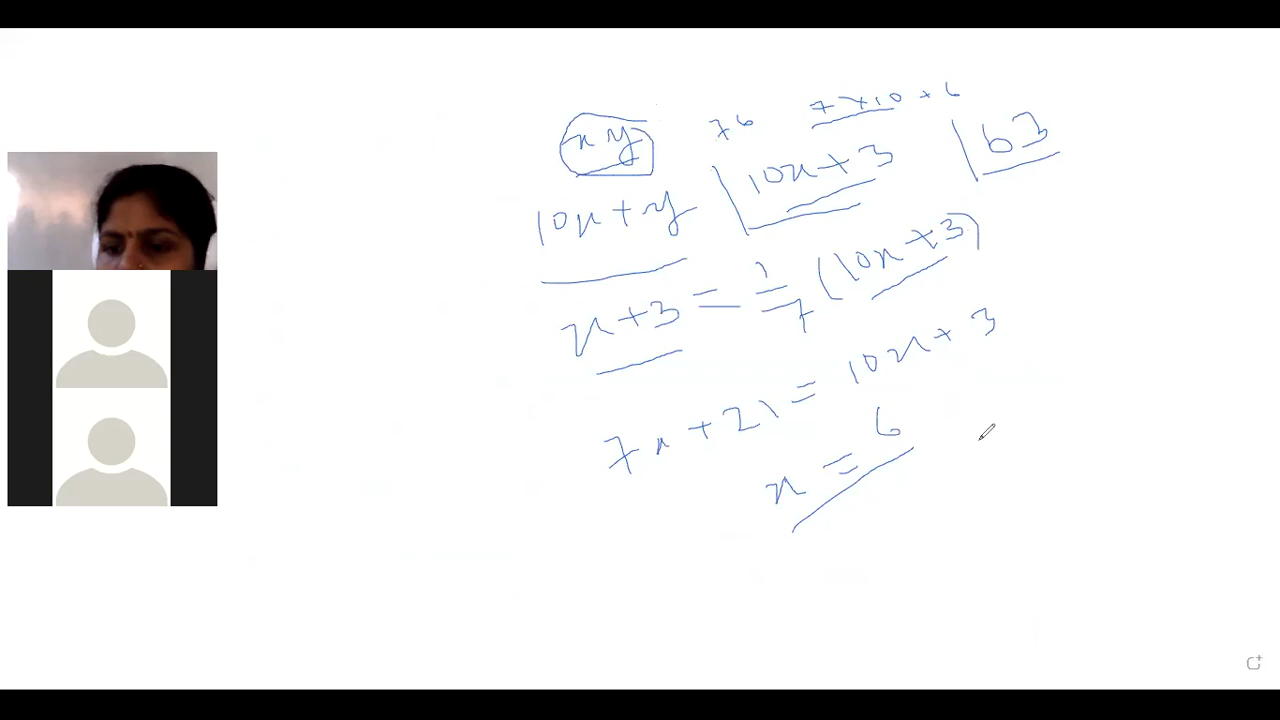 7×10 + 6
xy 76 10x+3 63
10x+y
x+3 = 1/7 (10x+3)
7x + 21 = 10x + 3
x = 6